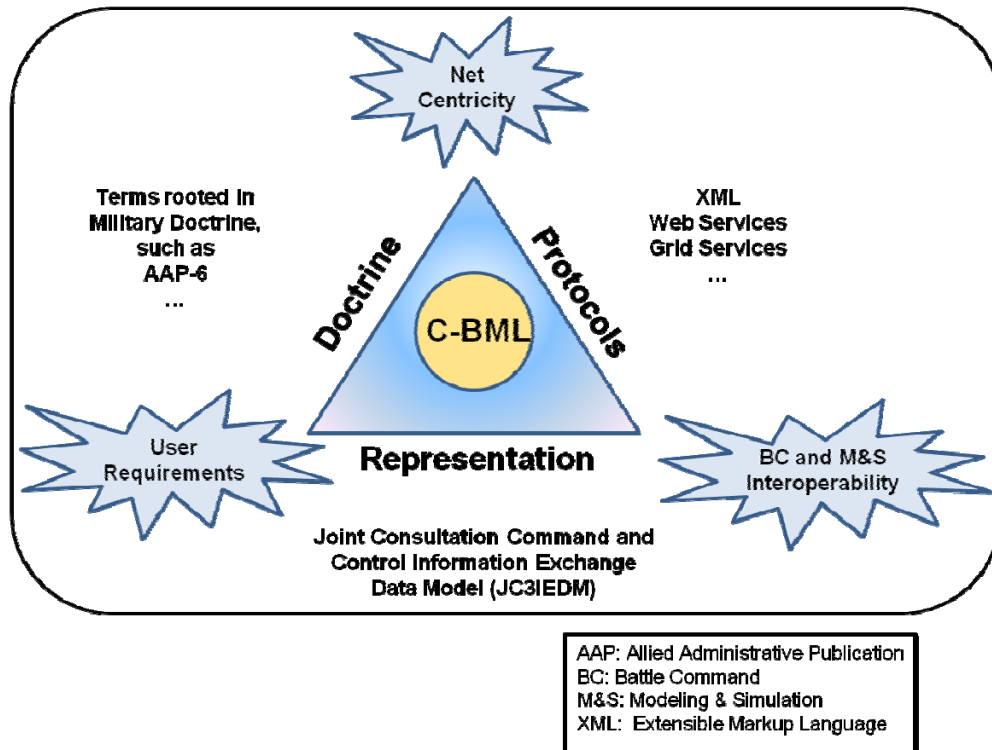 Net
Centricity
Terms rooted in
Military Doctrine,
such as
AAP-6
...
XML
Web Services
Grid Services
...
Doctrine
Protocols
C-BML
User
Requirements
Representation
BC and M&S
Interoperability
Joint Consultation Command and
Control Information Exchange
Data Model (JC3IEDM)
AAP: Allied Administrative Publication
BC: Battle Command
M&S: Modeling & Simulation
XML: Extensible Markup Language